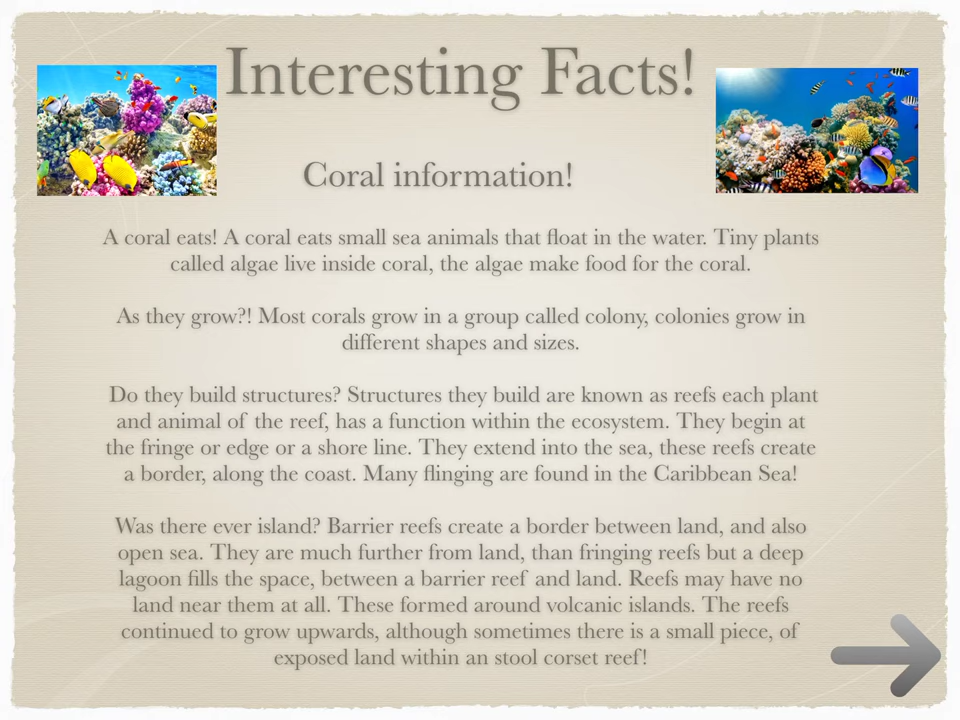 Interesting Facts!
Coral information!
A coral eats! A coral eats small sea animals that float in the water. Tiny plants
called algae live inside coral, the algae make food for the coral.
As they grow?! Most corals grow in a group called colony, colonies grow in
different shapes and sizes.
Do they build structures? Structures they build are known as reefs each plant
and animal of the reef, has a function within the ecosystem. They begin at
the fringe or edge or a shore line. They extend into the sea, these reefs create
a border, along the coast. Many flinging are found in the Caribbean Sea!
Was there ever island? Barrier reefs create a border between land, and also
open sea. They are much further from land, than fringing reefs but a deep
lagoon fills the space, between a barrier reef and land. Reefs may have no
land near them at all. These formed around volcanic islands. The reefs
continued to grow upwards, although sometimes there is a small piece, of
exposed land within an stool corset reef!